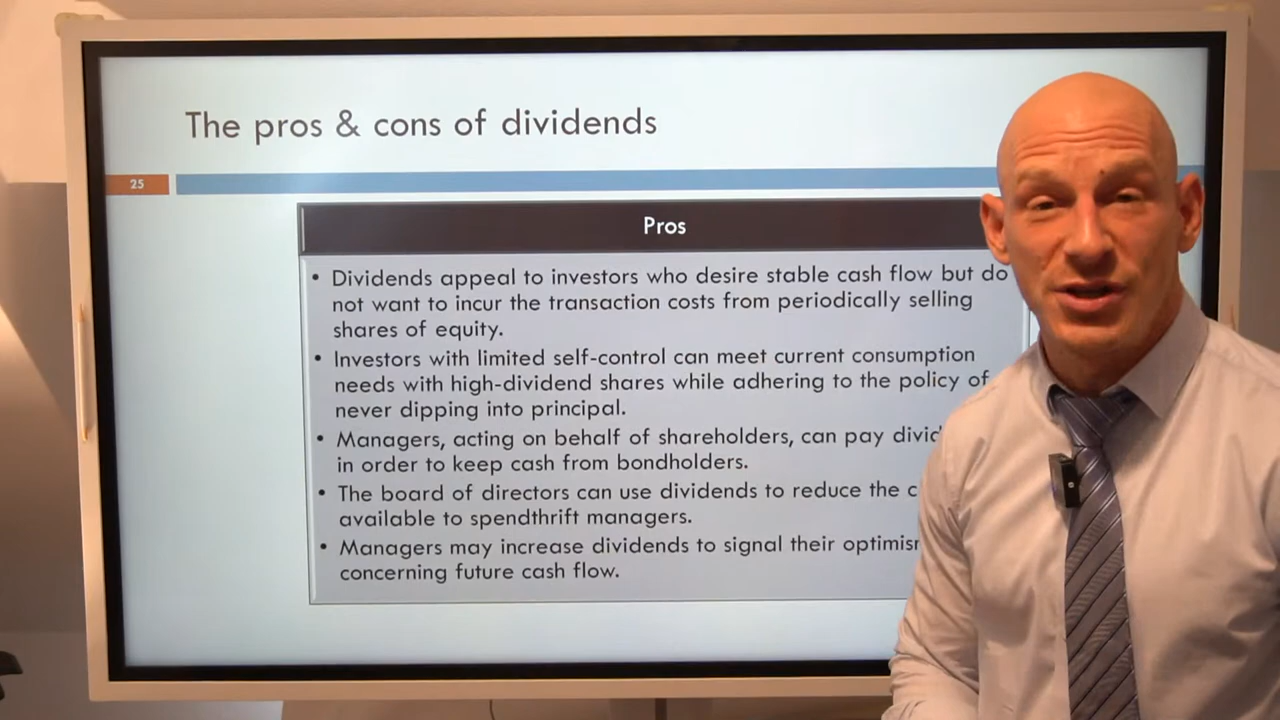 The pros & cons of dividends
25
Pros
• Dividends appeal to investors who desire stable cash flow but do
not want to incur the transaction costs from periodically selling
shares of equity.
• Investors with limited self-control can meet current consumption
needs with high-dividend shares while adhering to the policy of
never dipping into principal.
• Managers, acting on behalf of shareholders, can pay
in order to keep cash from bondholders.
• The board of directors can use dividends to reduce the
available to spendthrift managers.
• Managers may increase dividends to signal their
concerning future cash flow.